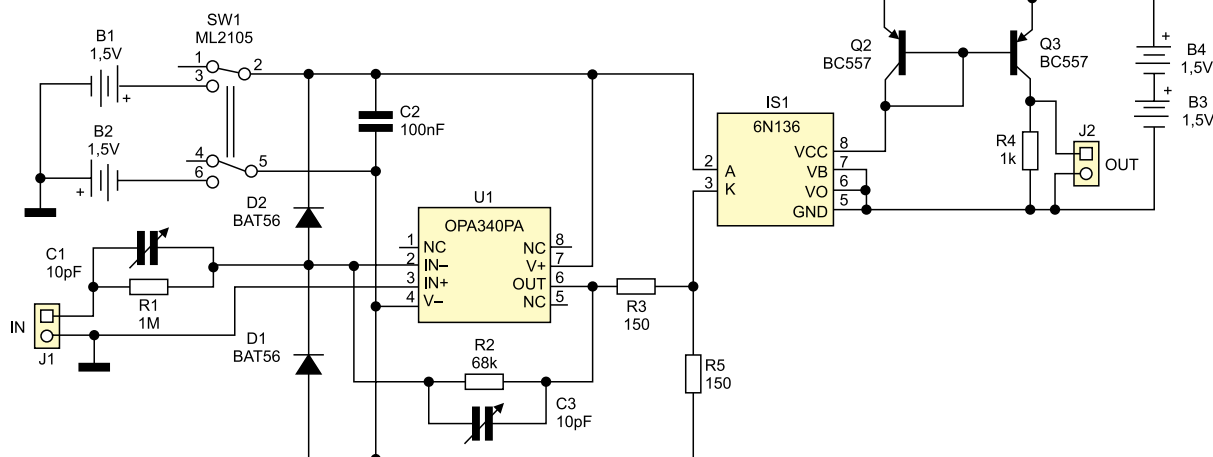 SW1
ML2105
B1
1,5V
+
1
2
3
B2
1,5V
+
4
5
6
C2
100nF
D2
BAT56
D1
BAT56
C1
10pF
R1
1M
IN
J1
U1
OPA340PA
1 NC
2 IN–
3 IN+
4 V–
NC 8
V+ 7
OUT 6
NC 5
R2
68k
C3
10pF
R3
150
R5
150
IS1
6N136
2 A
3 K
VCC 8
VB 7
VO 6
GND 5
Q2
BC557
Q3
BC557
R4
1k
J2
OUT
+
B4
1,5V
+
B3
1,5V